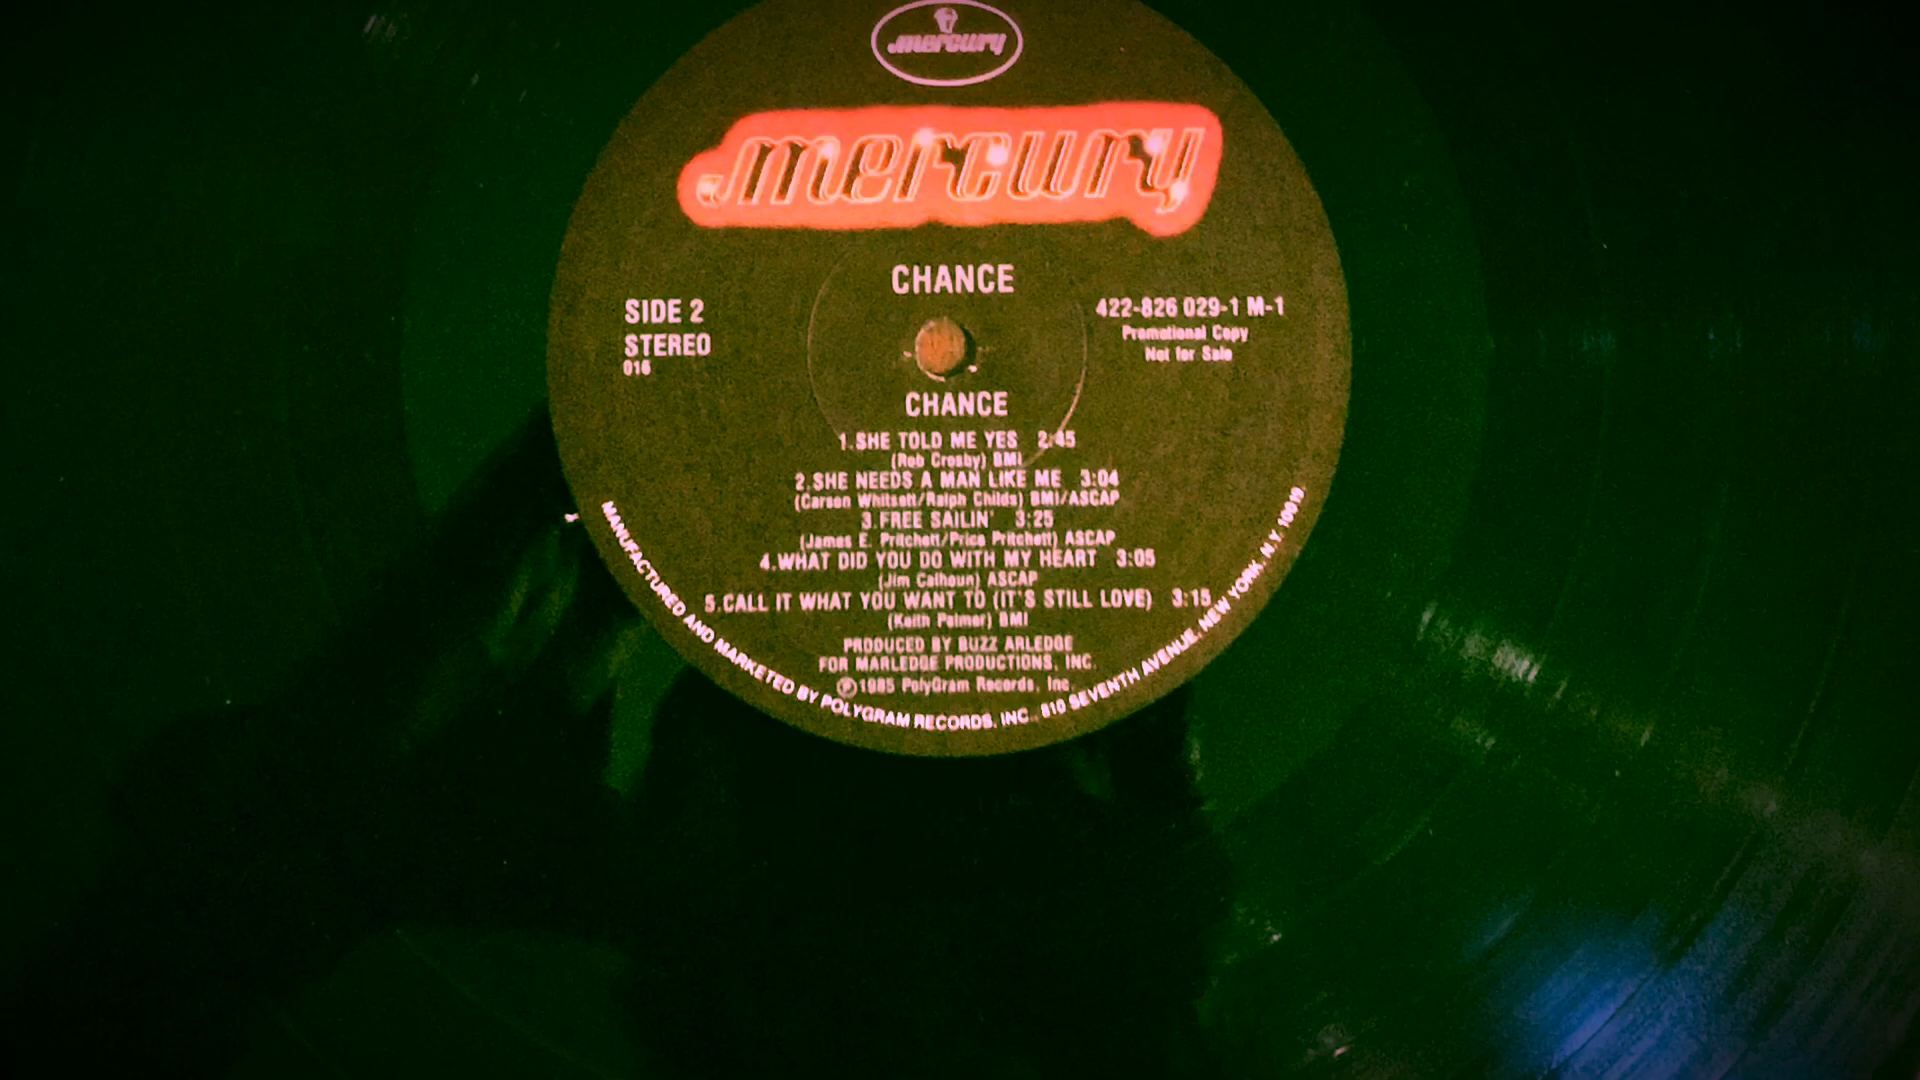 mercury
mercury
CHANCE
SIDE 2
STEREO
016
422-826 029-1 M-1
Promotional Copy
Not for Sale
CHANCE
1.SHE TOLD ME YES 2:45
(Rob Crosby) BMI
2.SHE NEEDS A MAN LIKE ME 3:04
(Carson Whitsett/Ralph Childs) BMI/ASCAP
3.FREE SAILIN' 3:25
(James E. Pritchett/Price Pritchett) ASCAP
4.WHAT DID YOU DO WITH MY HEART 3:05
(Jim Calhoun) ASCAP
5.CALL IT WHAT YOU WANT TO (IT'S STILL LOVE) 3:15
(Keith Palmer) BMI
PRODUCED BY BUZZ ARLEDGE
FOR MARLEDGE PRODUCTIONS, INC.
℗1985 PolyGram Records, Inc.
MANUFACTURED AND MARKETED BY POLYGRAM RECORDS, INC., 810 SEVENTH AVENUE, NEW YORK, N.Y. 10019